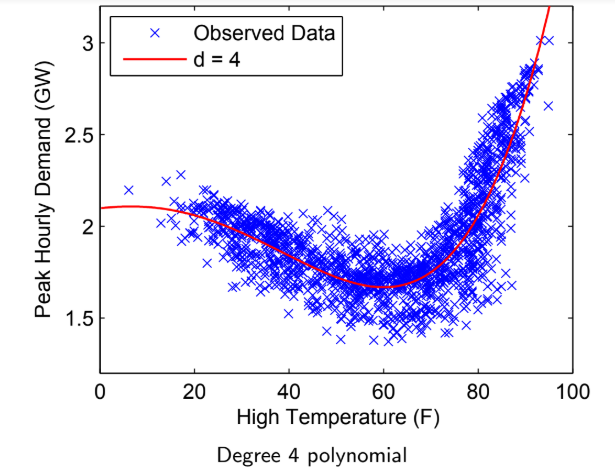 3
2.5
2
1.5
Peak Hourly Demand (GW)
Observed Data
d = 4
0
20
40
60
80
100
High Temperature (F)
Degree 4 polynomial